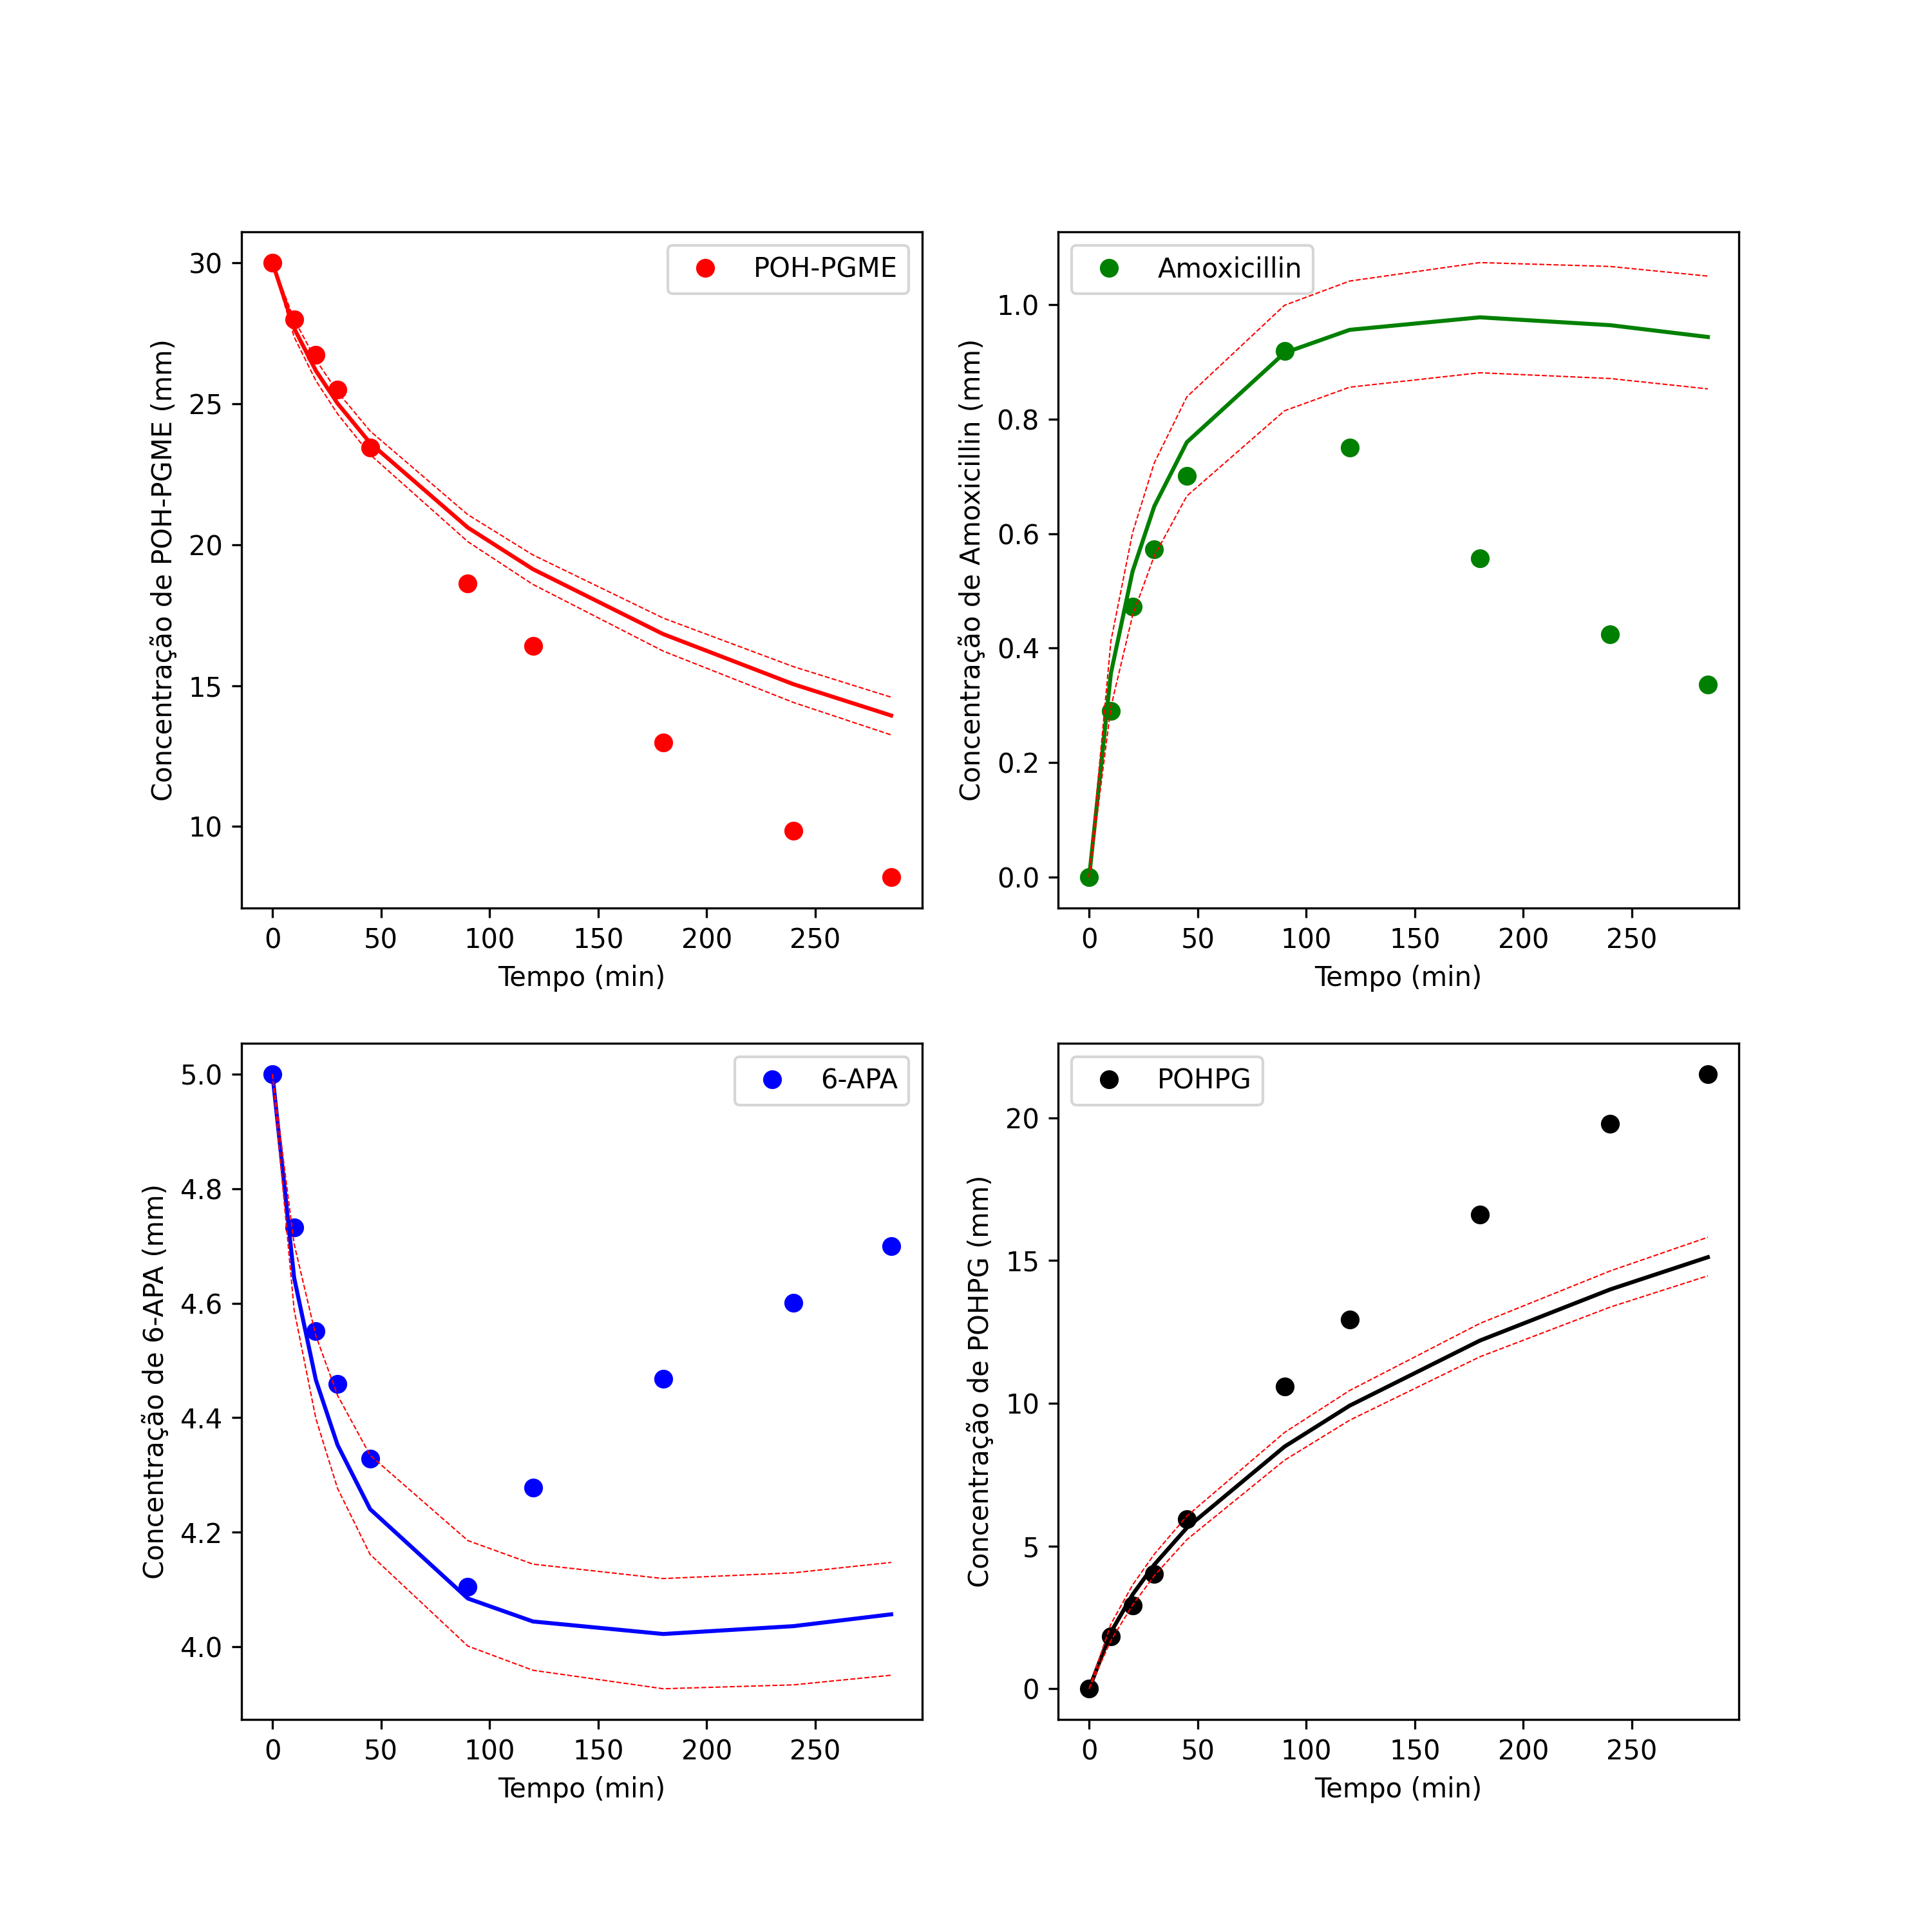 POH-PGME
30
25
20
15
10
Concentração de POH-PGME (mm)
0 50 100 150 200 250
Tempo (min)
Amoxicillin
1.0
0.8
0.6
0.4
0.2
0.0
Concentração de Amoxicillin (mm)
0 50 100 150 200 250
Tempo (min)
6-APA
5.0
4.8
4.6
4.4
4.2
4.0
Concentração de 6-APA (mm)
0 50 100 150 200 250
Tempo (min)
POHPG
20
15
10
5
0
Concentração de POHPG (mm)
0 50 100 150 200 250
Tempo (min)